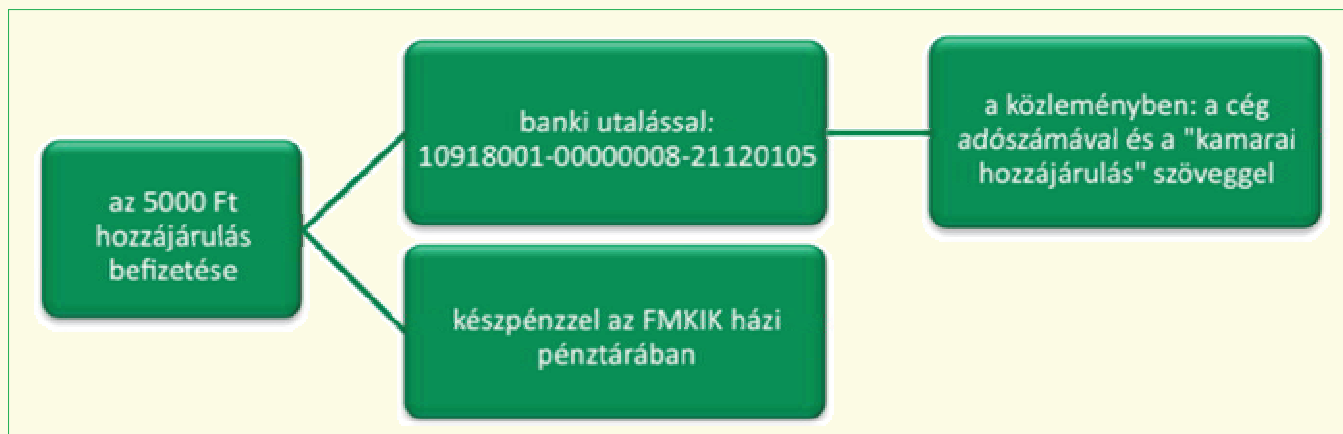 az 5000 Ft
hozzájárulás
befizetése
banki utalással:
10918001-00000008-21120105
a közleményben: a cég
adószámával és a "kamarai
hozzájárulás" szöveggel
készpénzzel az FMKIK házi
pénztárában